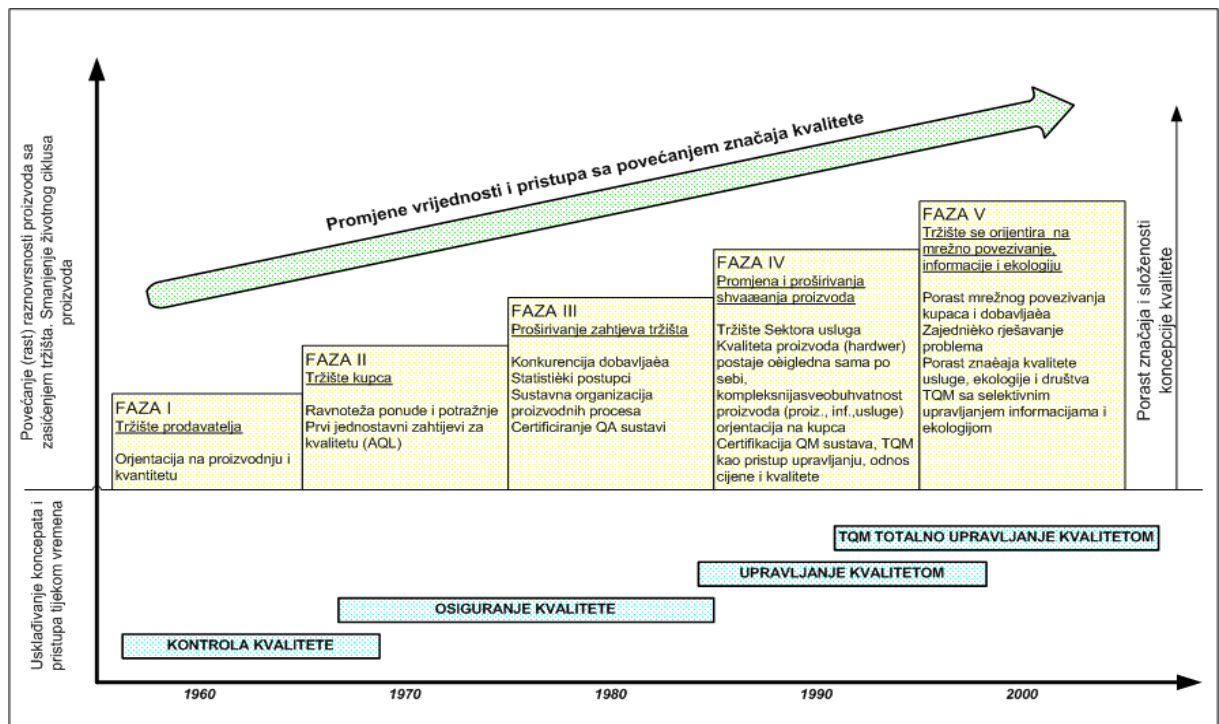 Povećanje (rast) raznovrsnosti proizvoda sa
zasićenjem tržišta. Smanjenje životnog ciklusa
proizvoda
Promjene vrijednosti i pristupa sa povećanjem značaja kvalitete
Porast značaja i složenosti
koncepcije kvalitete
FAZA I
Tržište prodavatelja
Orjentacija na proizvodnju i
kvantitetu
FAZA II
Tržište kupca
Ravnoteža ponude i potražnje
Prvi jednostavni zahtijevi za
kvalitetu (AQL)
FAZA III
Proširivanje zahtjeva tržišta
Konkurencija dobavljaèa
Statistièki postupci
Sustavna organizacija
proizvodnih procesa
Certificiranje QA sustavi
FAZA IV
Promjena i proširivanja
shvaæeanja proizvoda
Tržište Sektora usluga
Kvaliteta proizvoda (hardwer)
postaje oèigledna sama po
sebi,
kompleksnijasveobuhvatnost
proizvoda (proiz., inf.,usluge)
orjentacija na kupca
Certifikacija QM sustava, TQM
kao pristup upravljanju, odnos
cijene i kvalitete
FAZA V
Tržište se orijentira na
mrežno povezivanje,
informacije i ekologiju
Porast mrežnog povezivanja
kupaca i dobavljaèa
Zajednièko rješavanje
problema
Porast znaèaja kvalitete
usluge, ekologije i društva
TQM sa selektivnim
upravljanjem informacijama i
ekologijom
Usklađivanje koncepata i
pristupa tijekom vremena
TQM TOTALNO UPRAVLJANJE KVALITETOM
UPRAVLJANJE KVALITETOM
OSIGURANJE KVALITETE
KONTROLA KVALITETE
1960
1970
1980
1990
2000